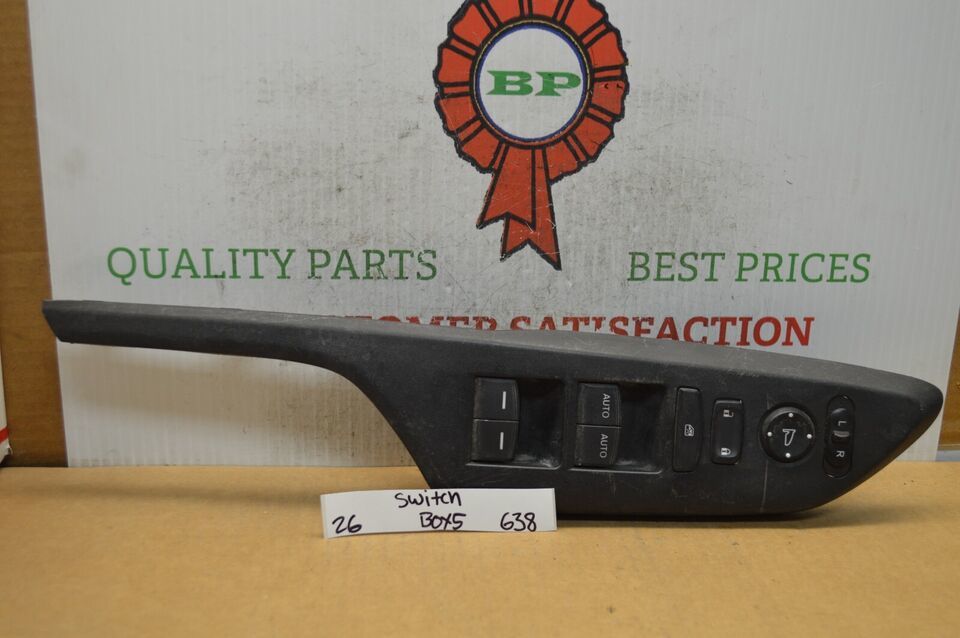 BP
QUALITY PARTS
BEST PRICES
CUSTOMER SATISFACTION
AUTO
AUTO
L
R
Switch
26 Box5 638